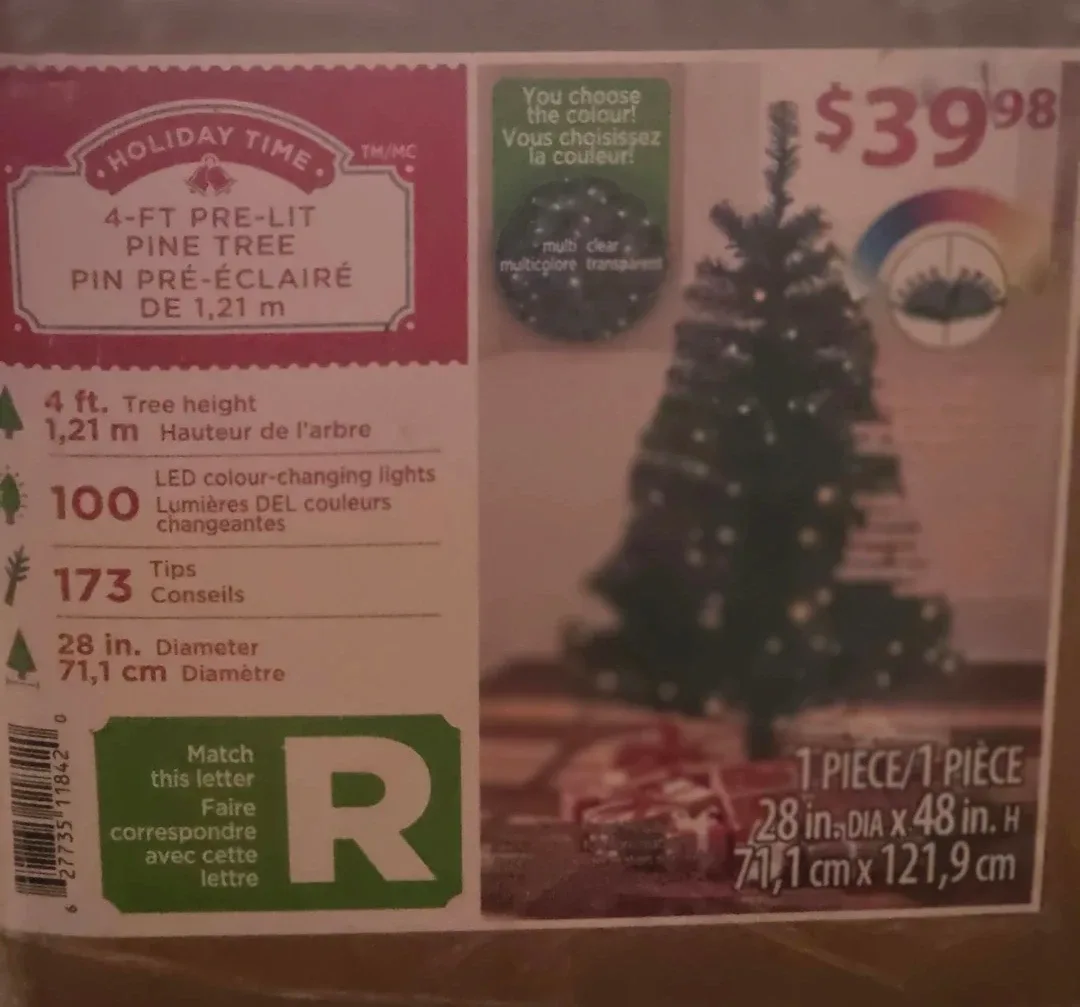 HOLIDAY TIME
TM/MC
4-FT PRE-LIT
PINE TREE
PIN PRÉ-ÉCLAIRÉ
DE 1,21 m
4 ft. Tree height
1,21 m Hauteur de l'arbre
100
LED colour-changing lights
Lumières DEL couleurs
changeantes
173
Tips
Conseils
28 in. Diameter
71,1 cm Diamètre
6 27735 11842 0
Match
this letter
Faire
correspondre
avec cette
lettre
R
You choose
the colour!
Vous choisissez
la couleur!
multi clear
multicolore transparent
$39.98
1 PIECE/1 PIÈCE
28 in. DIA x 48 in. H
71,1 cm x 121,9 cm